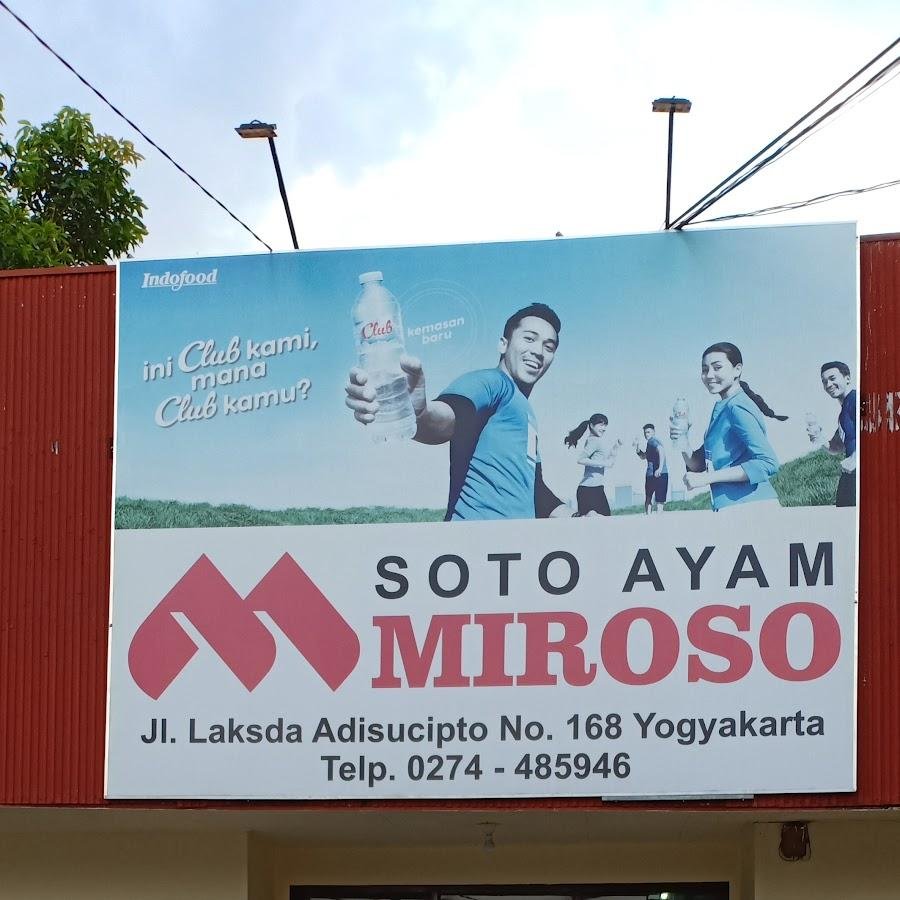 Indofood
ini Club kami,
mana
Club kamu?
Club
kemasan
baru
SOTO AYAM
MIROSO
Jl. Laksda Adisucipto No. 168 Yogyakarta
Telp. 0274 - 485946